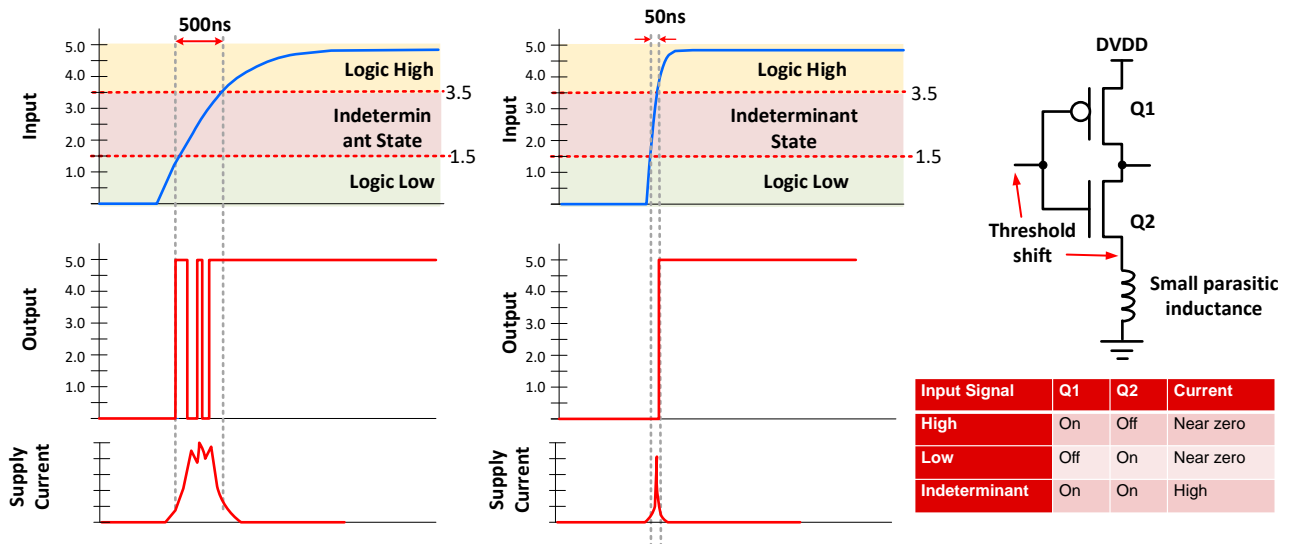 500ns
Input
5.0
4.0
3.0
2.0
1.0
Logic High
3.5
Indetermin
ant State
1.5
Logic Low
Output
5.0
4.0
3.0
2.0
1.0
Supply
Current
50ns
Input
5.0
4.0
3.0
2.0
1.0
Logic High
3.5
Indeterminant
State
1.5
Logic Low
Output
5.0
4.0
3.0
2.0
1.0
Supply
Current
DVDD
Q1
Q2
Threshold
shift
Small parasitic
inductance
Input Signal Q1 Q2 Current
High On Off Near zero
Low Off On Near zero
Indeterminant On On High